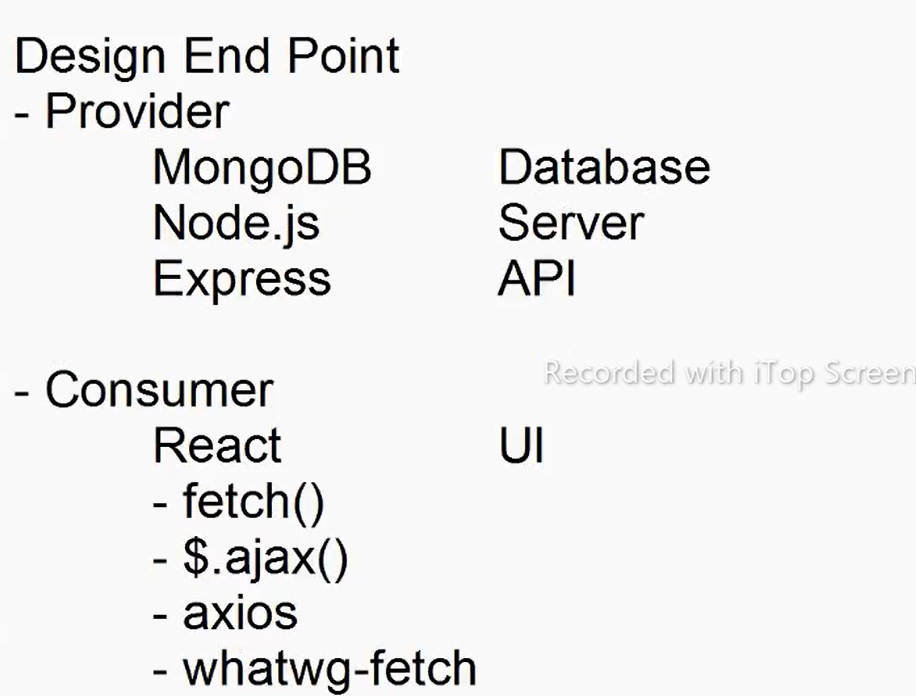 Design End Point
- Provider
MongoDB Database
Node.js Server
Express API
Recorded with iTop Screen
- Consumer
React UI
- fetch()
- $.ajax()
- axios
- whatwg-fetch